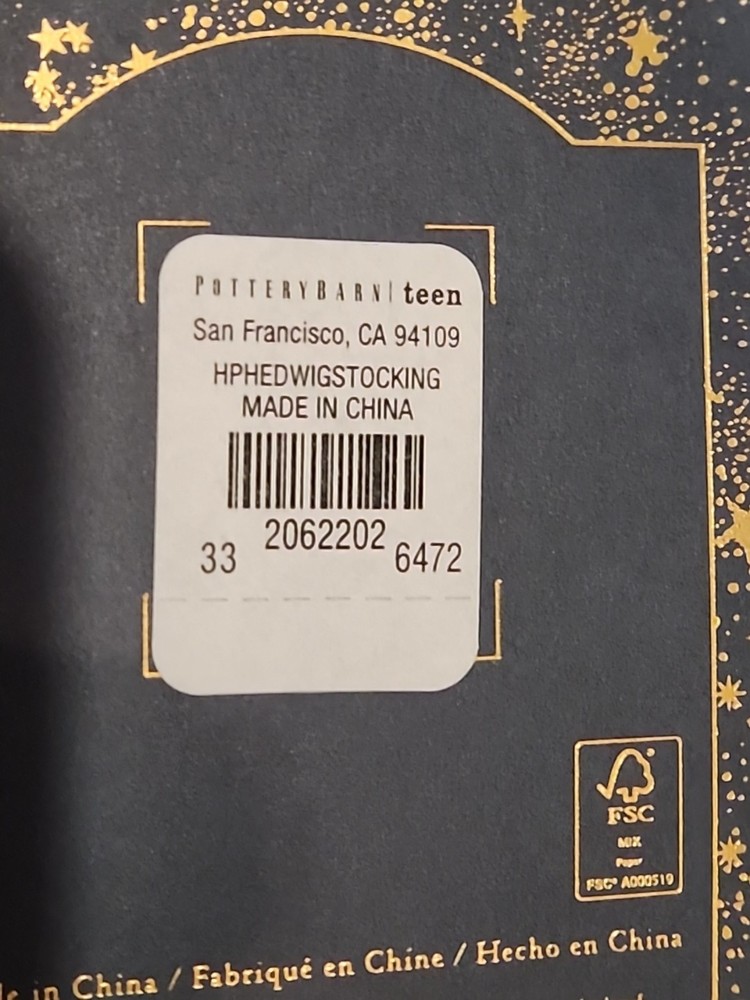 POTTERYBARN | teen
San Francisco, CA 94109
HPHEDWIGSTOCKING
MADE IN CHINA
2062202
33 6472
FSC
MIX
Paper
FSC® A000519
in China / Fabriqué en Chine / Hecho en China